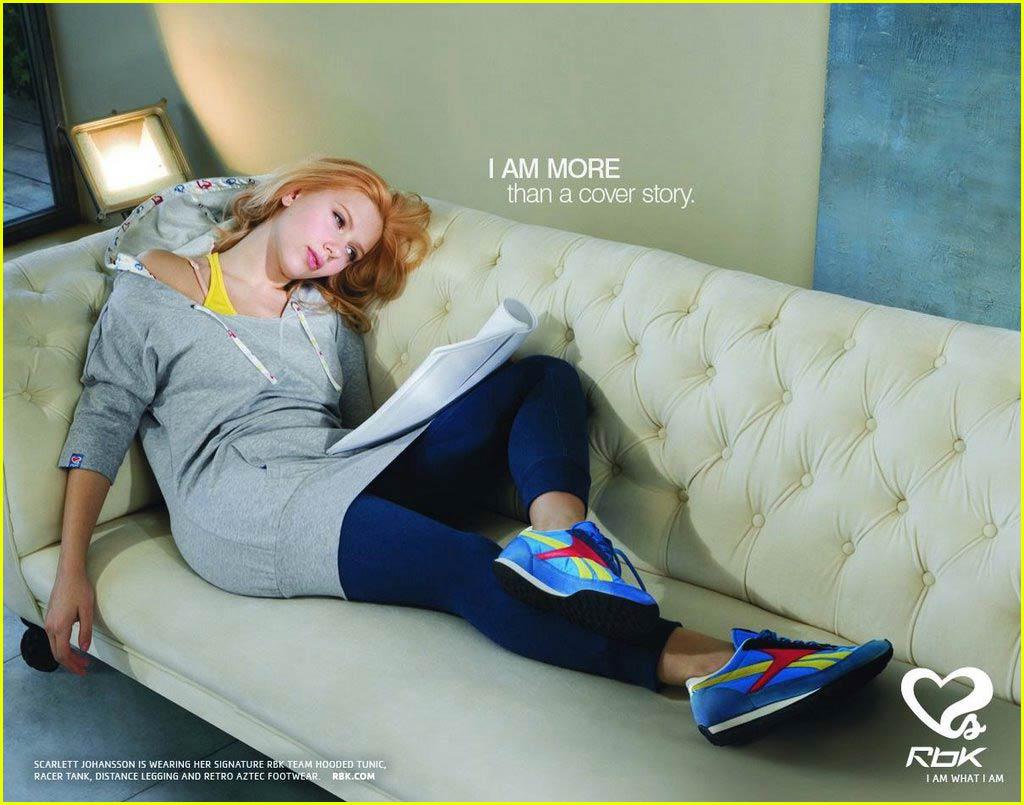 I AM MORE
than a cover story.
SCARLETT JOHANSSON IS WEARING HER SIGNATURE RBK TEAM HOODED TUNIC,
RACER TANK, DISTANCE LEGGING AND RETRO AZTEC FOOTWEAR. RBK.COM
s
Rbk
I AM WHAT I AM